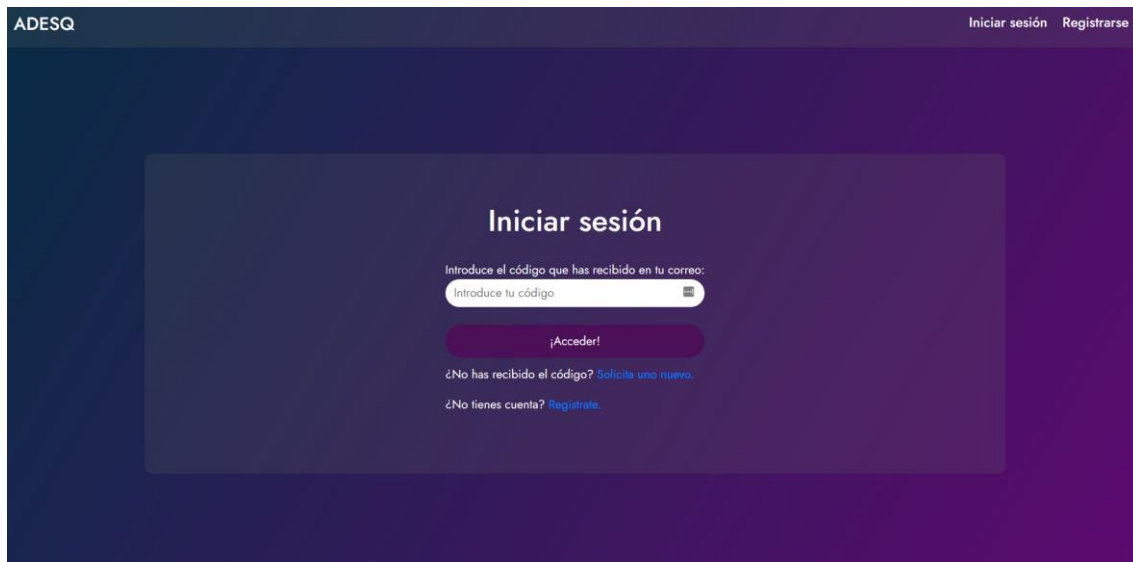 ADESQ
Iniciar sesión Registrarse
Iniciar sesión
Introduce el código que has recibido en tu correo:
Introduce tu código
¡Acceder!
¿No has recibido el código? Solicita uno nuevo.
¿No tienes cuenta? Registrate.